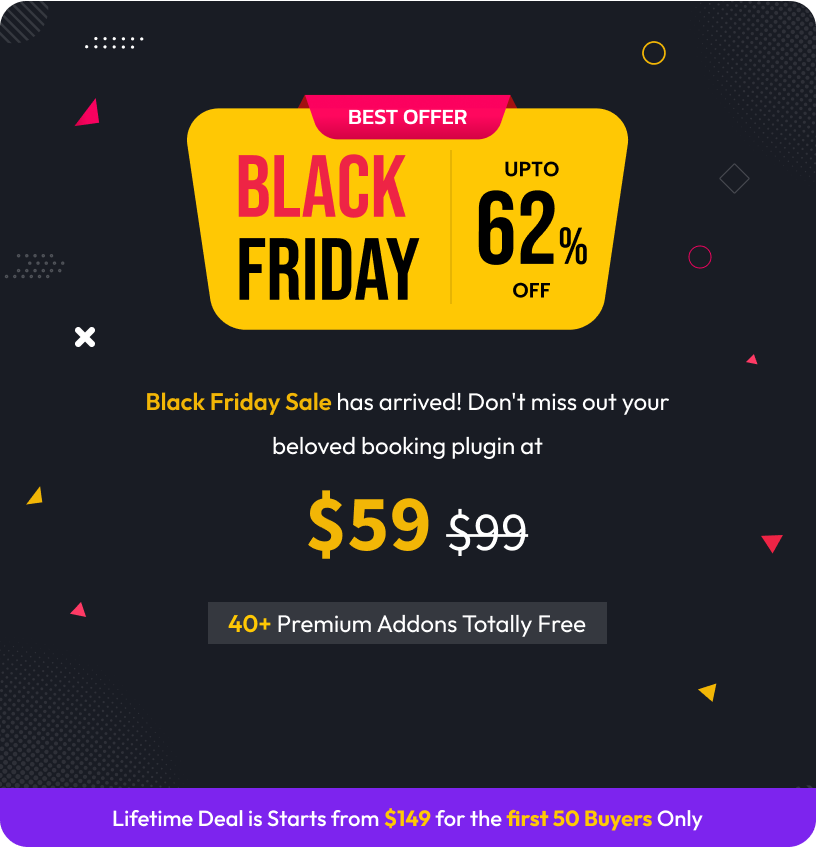 BEST OFFER
BLACK
FRIDAY
UPTO
62%
OFF
Black Friday Sale has arrived! Don't miss out your
beloved booking plugin at
$59 $99
40+ Premium Addons Totally Free
Lifetime Deal is Starts from $149 for the first 50 Buyers Only